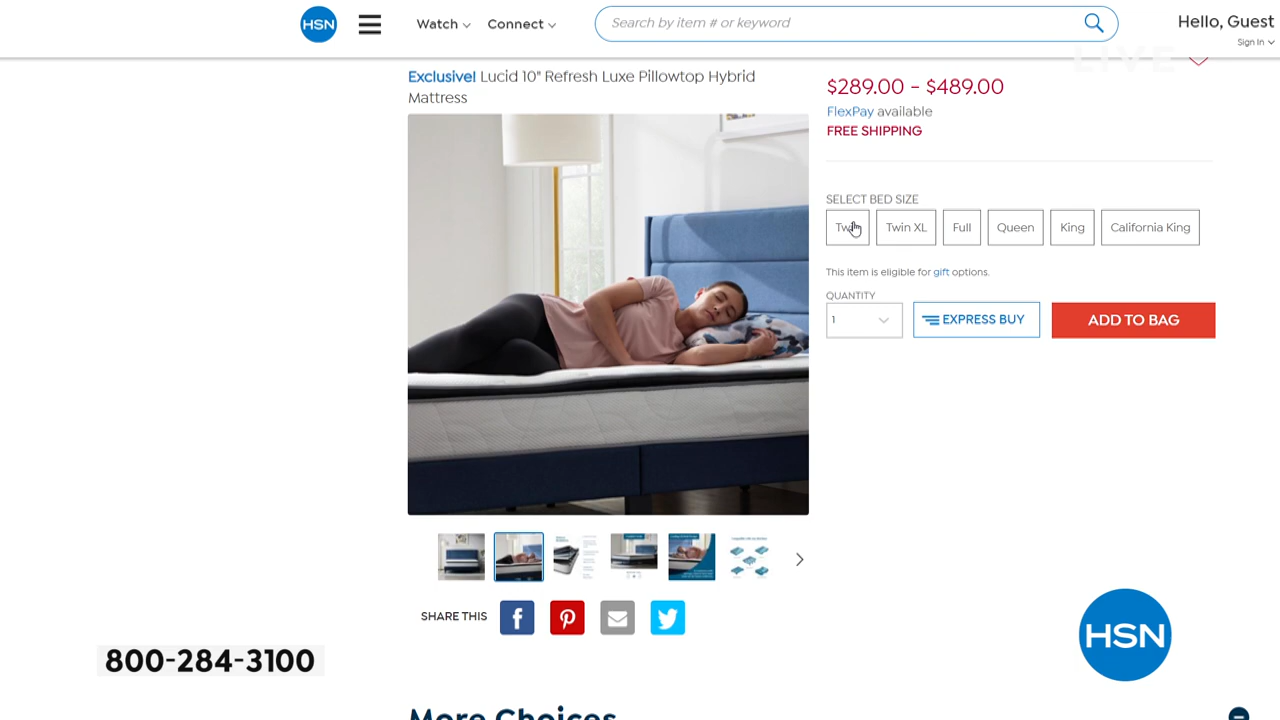 HSN
Watch
Connect
Search by item # or keyword
Hello, Guest
Sign In
LIVE
Exclusive! Lucid 10" Refresh Luxe Pillowtop Hybrid
Mattress
$289.00 - $489.00
FlexPay available
FREE SHIPPING
SELECT BED SIZE
Twin XL
Full
Queen
King
California King
This item is eligible for gift options.
QUANTITY
1
EXPRESS BUY
ADD TO BAG
SHARE THIS
HSN
800-284-3100
More Choices